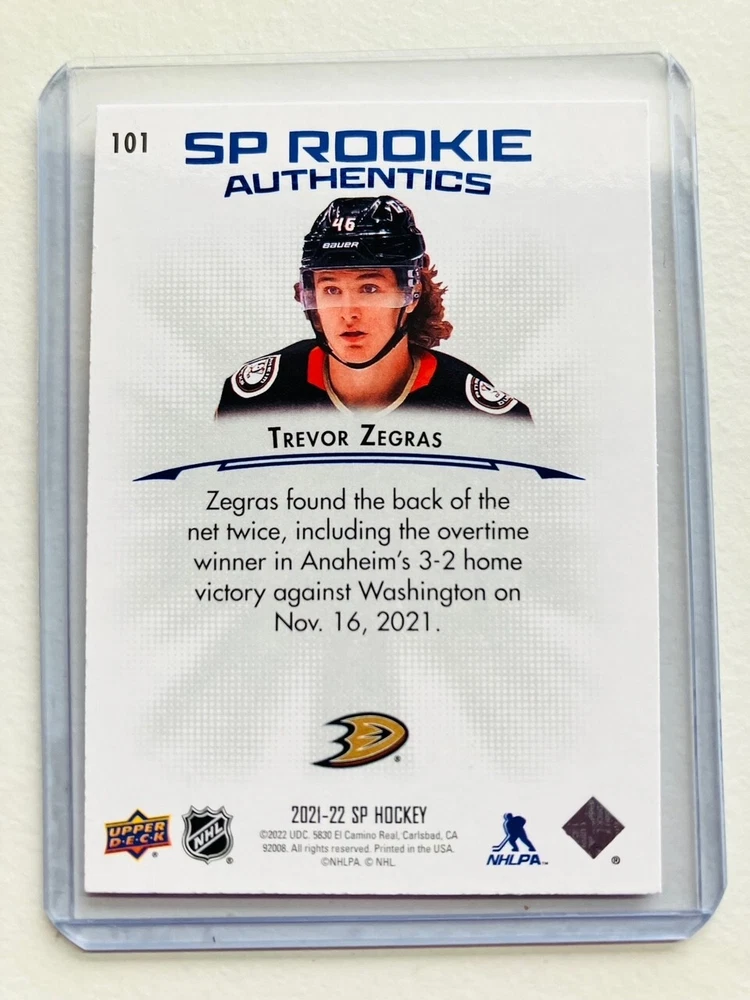 101
SP ROOKIE
AUTHENTICS
46
BAUER
TREVOR ZEGRAS
Zegras found the back of the
net twice, including the overtime
winner in Anaheim's 3-2 home
victory against Washington on
Nov. 16, 2021.
®
2021-22 SP HOCKEY
©2022 UDC. 5830 El Camino Real, Carlsbad, CA
92008. All rights reserved. Printed in the USA.
©NHLPA. © NHL.
UPPER
DECK
NHL
®
NHLPA™
®